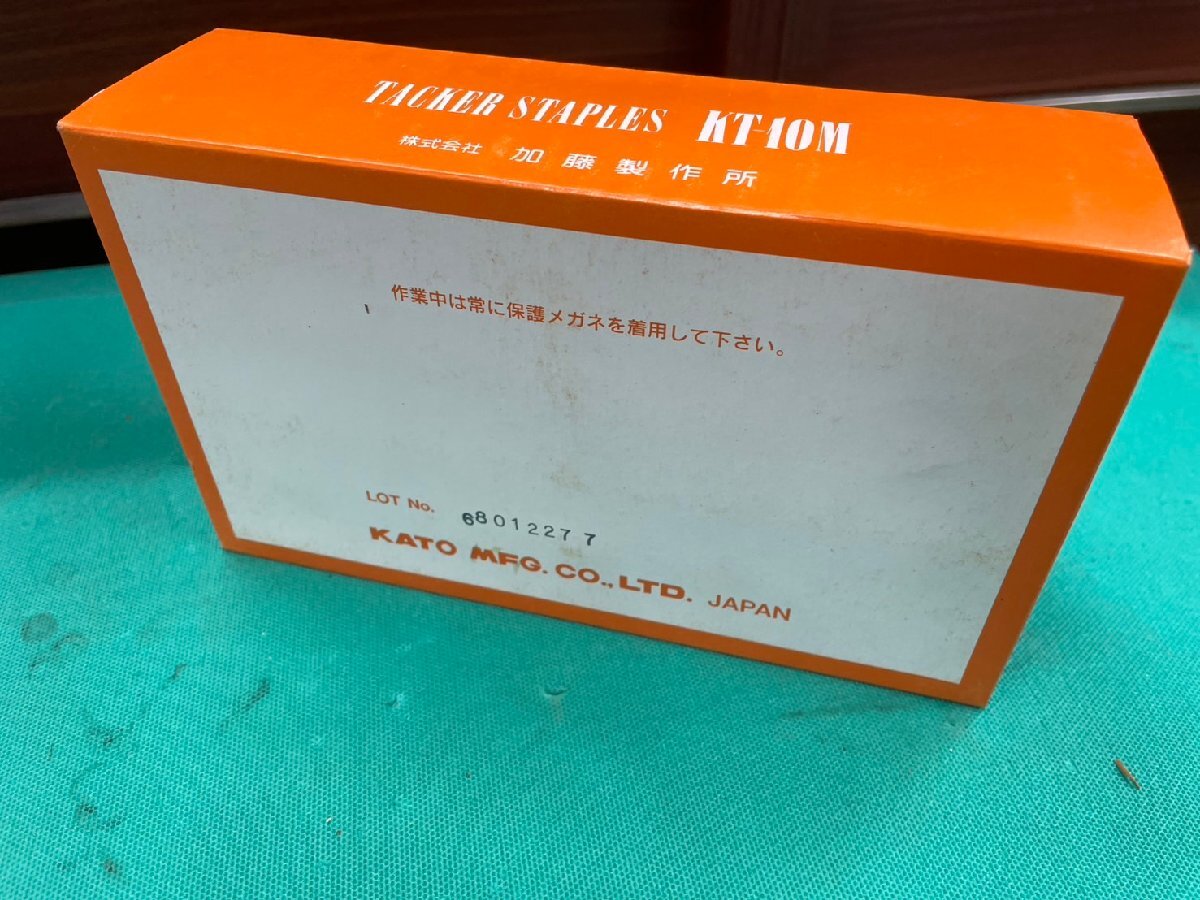 TACKER STAPLES KT-10M
株式会社 加藤製作所
作業中は常に保護メガネを着用して下さい。
LOT No. 68012277
KATO MFG. CO., LTD. JAPAN